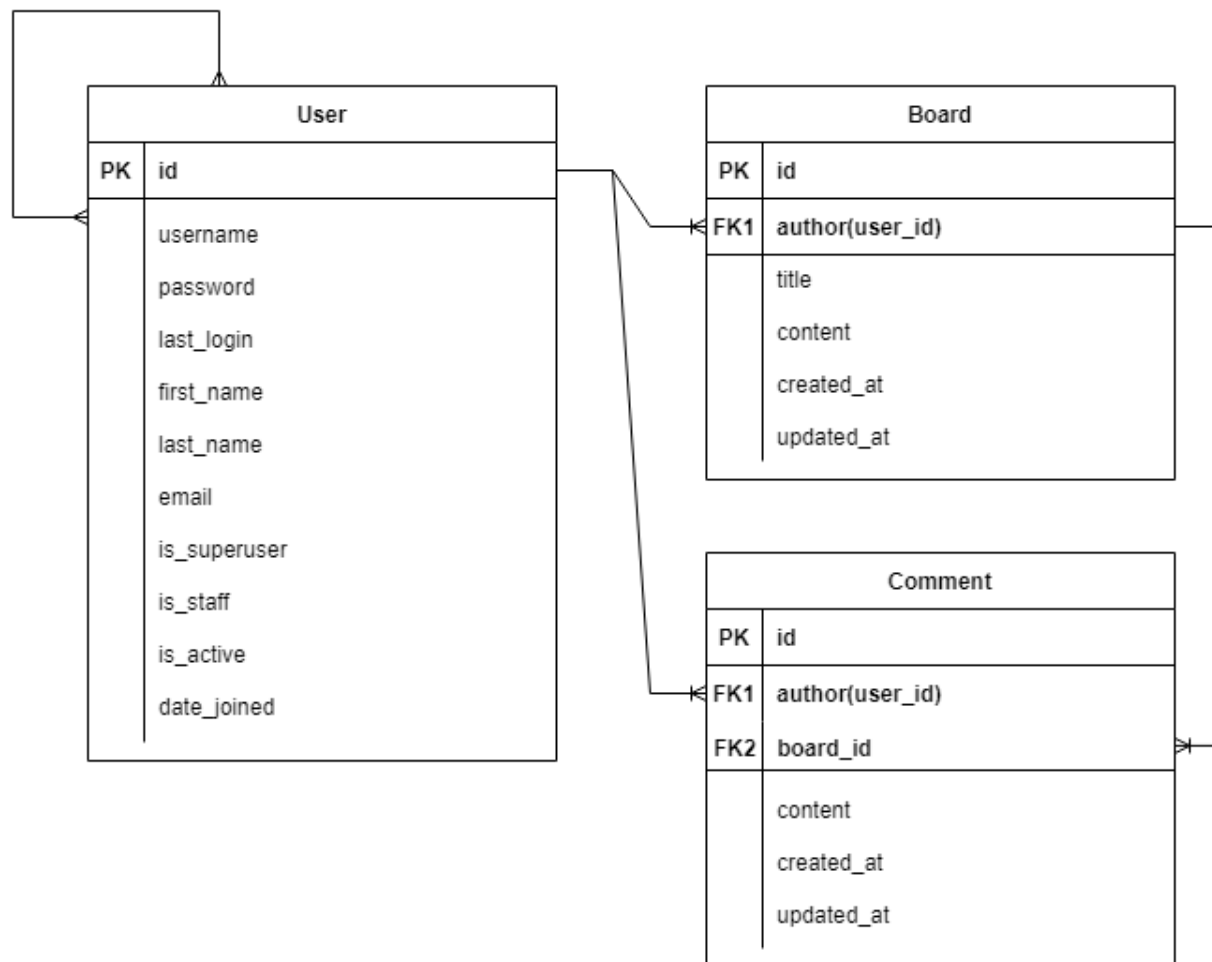 User
PK id
username
password
last_login
first_name
last_name
email
is_superuser
is_staff
is_active
date_joined
Board
PK id
FK1 author(user_id)
title
content
created_at
updated_at
Comment
PK id
FK1 author(user_id)
FK2 board_id
content
created_at
updated_at